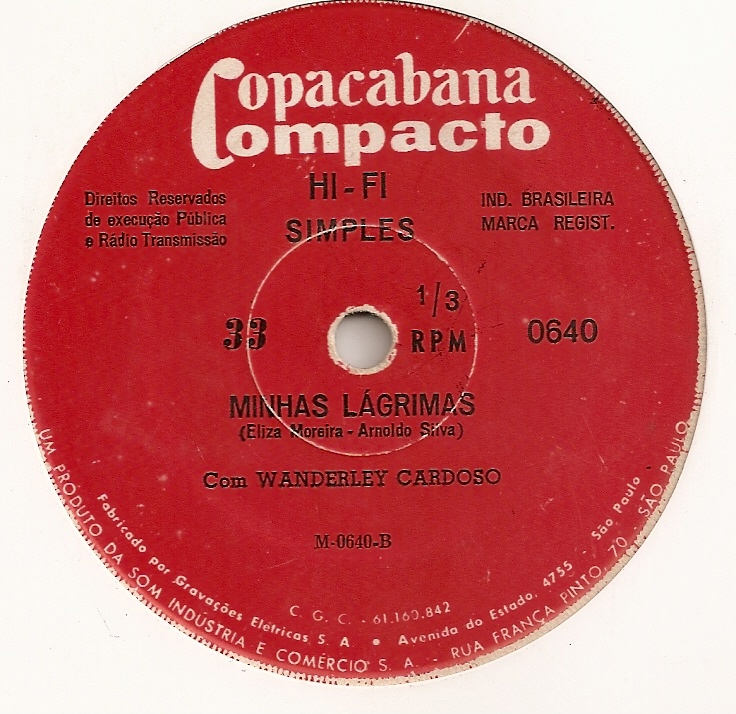 Copacabana
Compacto
HI-FI
SIMPLES
Direitos Reservados
de execução Pública
e Rádio Transmissão
IND. BRASILEIRA
MARCA REGIST.
33
1/3
RPM
0640
MINHAS LÁGRIMAS
(Eliza Moreira - Arnoldo Silva)
Com WANDERLEY CARDOSO
M-0640-B
C. G. C. - 61.160.842
Fabricado por Gravações Elétricas S A • Avenida do Estado, 4755 - São Paulo
UM PRODUTO DA SOM INDÚSTRIA E COMÉRCIO S. A. - RUA FRANÇA PINTO, 70 - SÃO PAULO